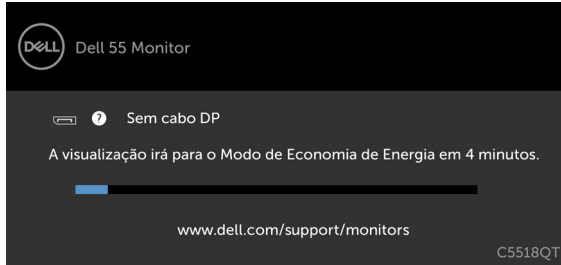 DELL
Dell 55 Monitor
? Sem cabo DP
A visualização irá para o Modo de Economia de Energia em 4 minutos.
www.dell.com/support/monitors
C5518QT